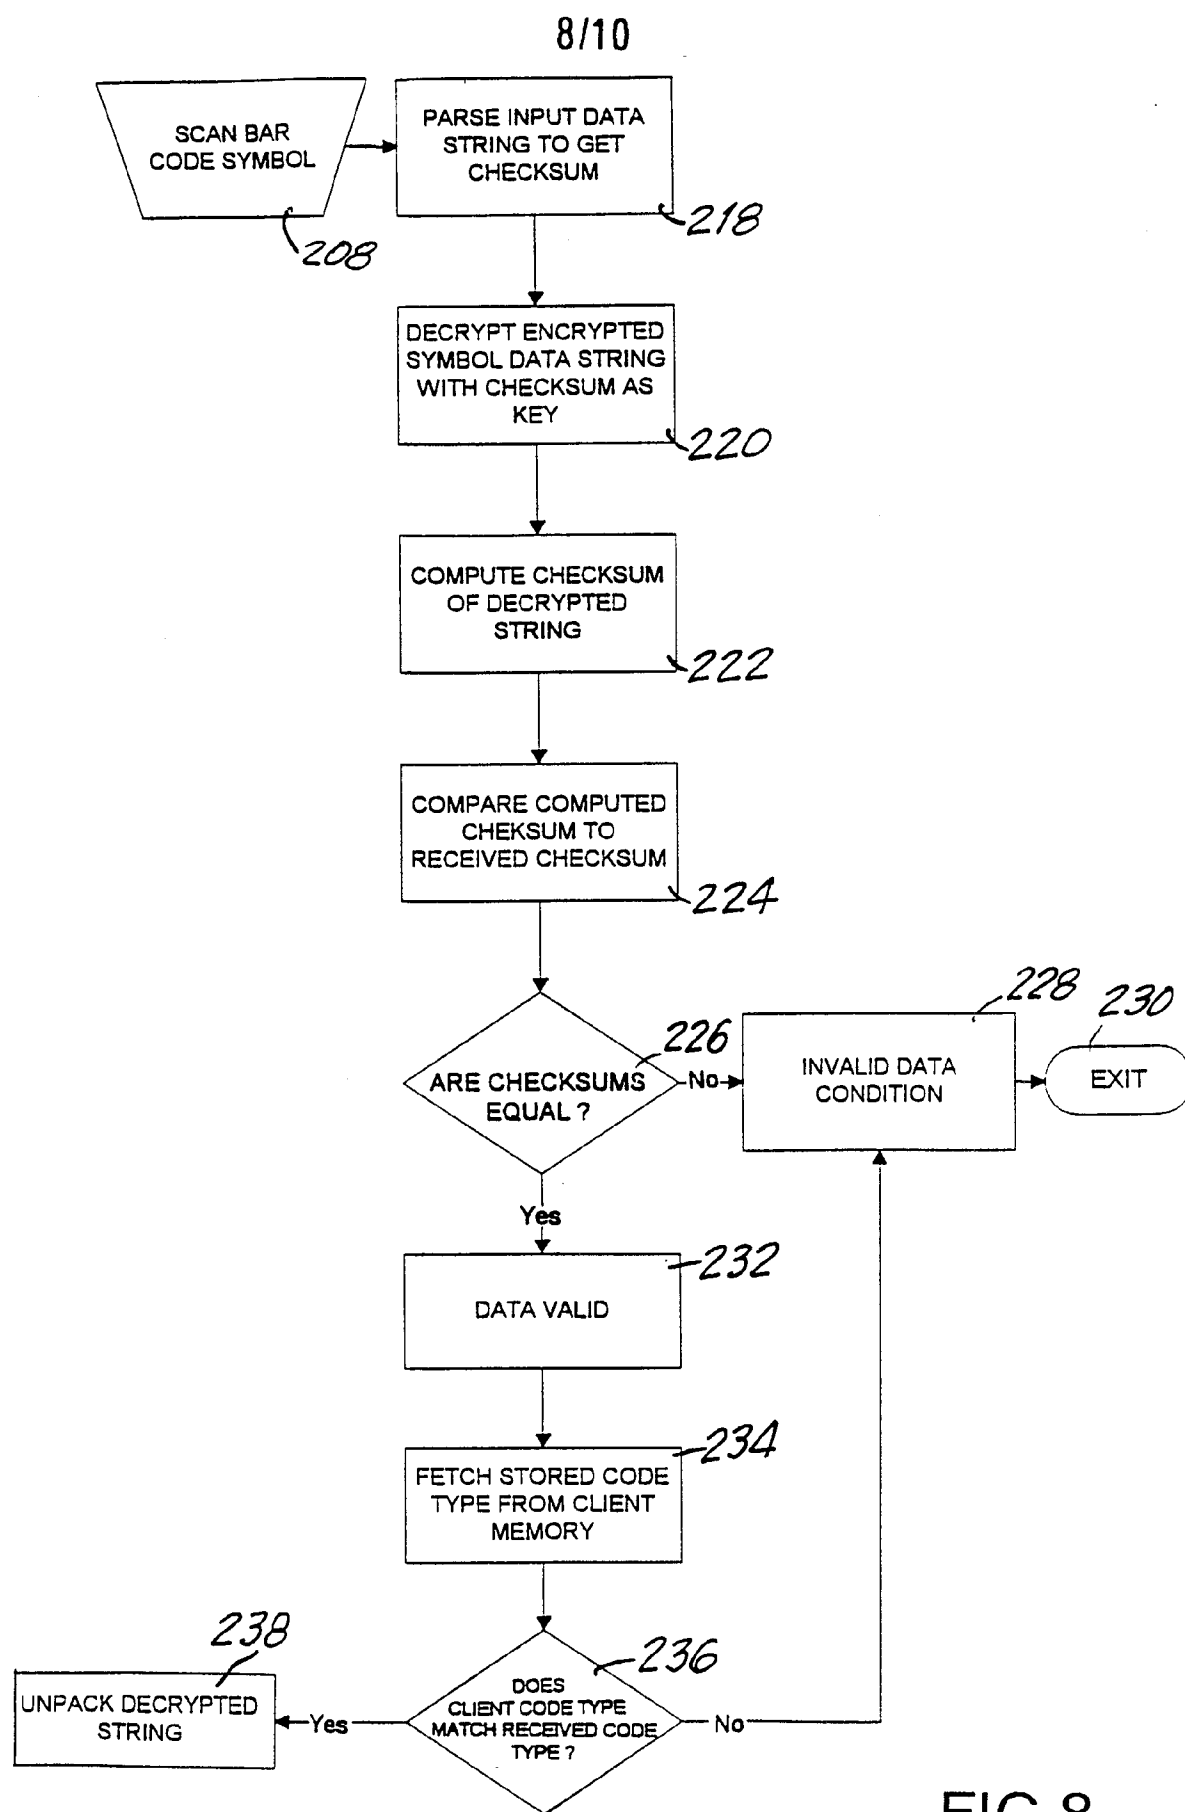 8/10
SCAN BAR
CODE SYMBOL
208
PARSE INPUT DATA
STRING TO GET
CHECKSUM
218
DECRYPT ENCRYPTED
SYMBOL DATA STRING
WITH CHECKSUM AS
KEY
220
COMPUTE CHECKSUM
OF DECRYPTED
STRING
222
COMPARE COMPUTED
CHEKSUM TO
RECEIVED CHECKSUM
224
226
ARE CHECKSUMS
EQUAL ?
No
228
INVALID DATA
CONDITION
230
EXIT
Yes
232
DATA VALID
234
FETCH STORED CODE
TYPE FROM CLIENT
MEMORY
236
DOES
CLIENT CODE TYPE
MATCH RECEIVED CODE
TYPE ?
No
Yes
238
UNPACK DECRYPTED
STRING
FIG.8